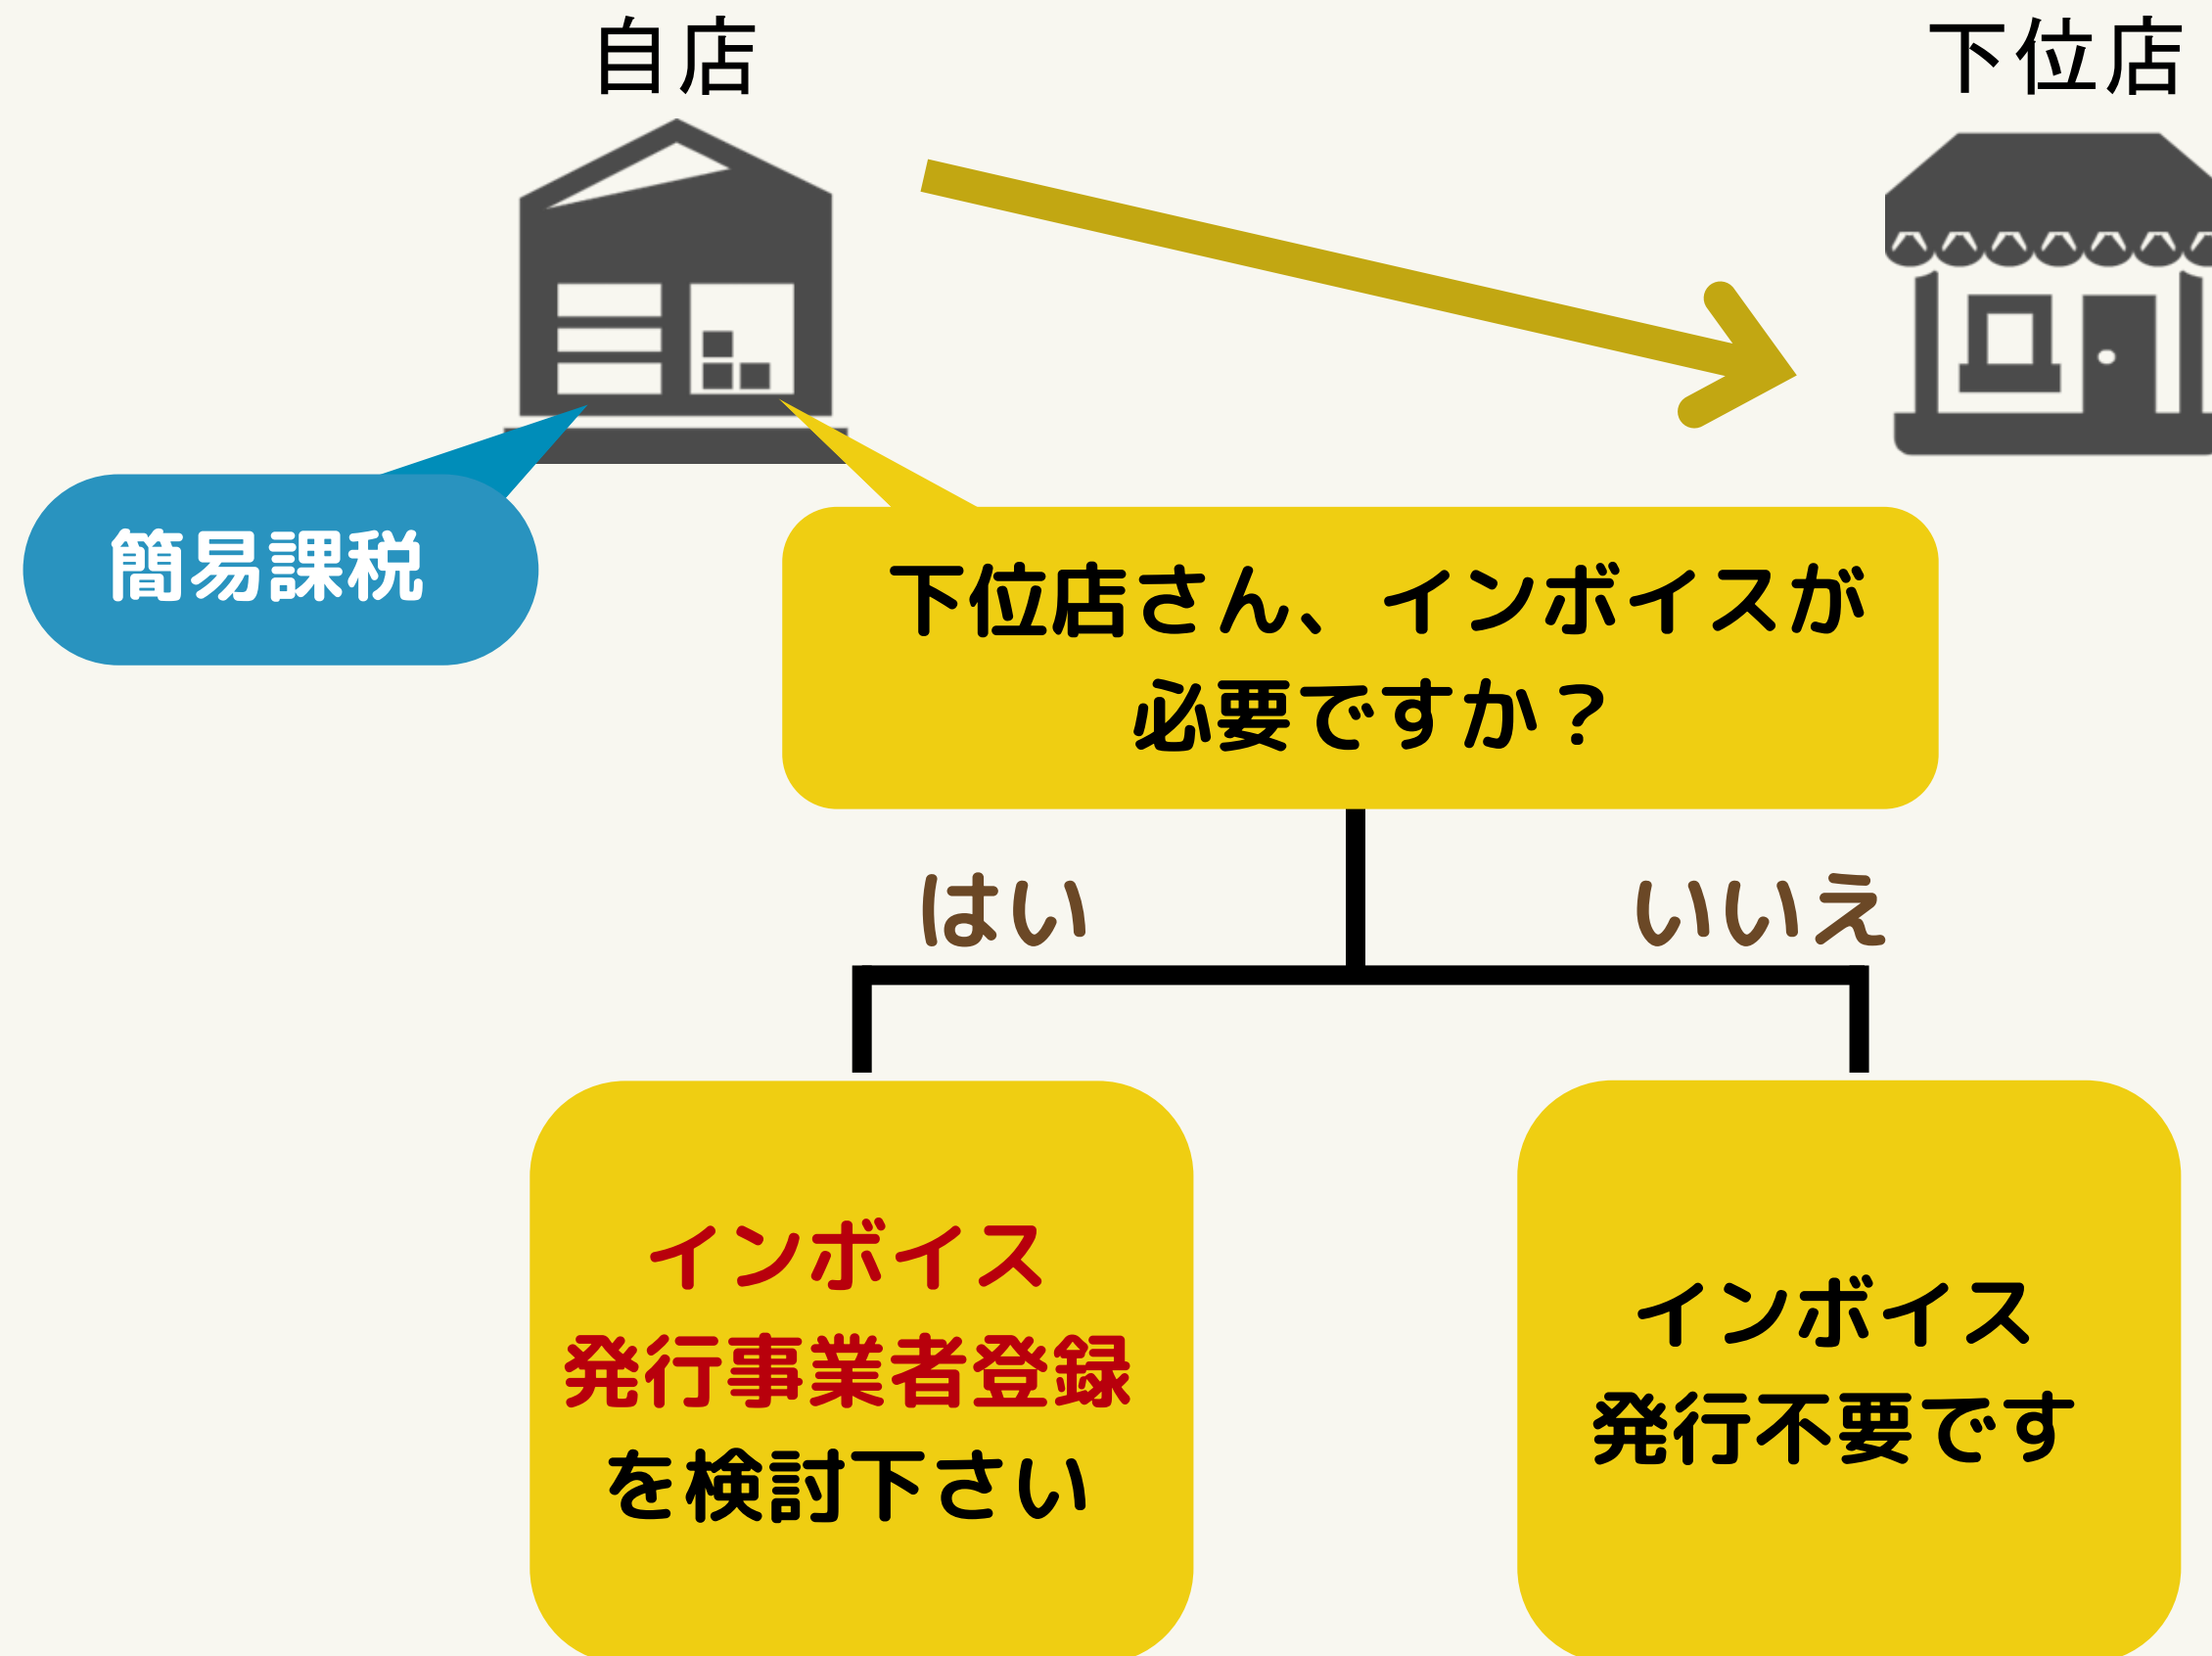 自店
下位店
簡易課税
下位店さん、インボイスが
必要ですか？
はい
いいえ
インボイス
発行事業者登録
を検討下さい
インボイス
発行不要です